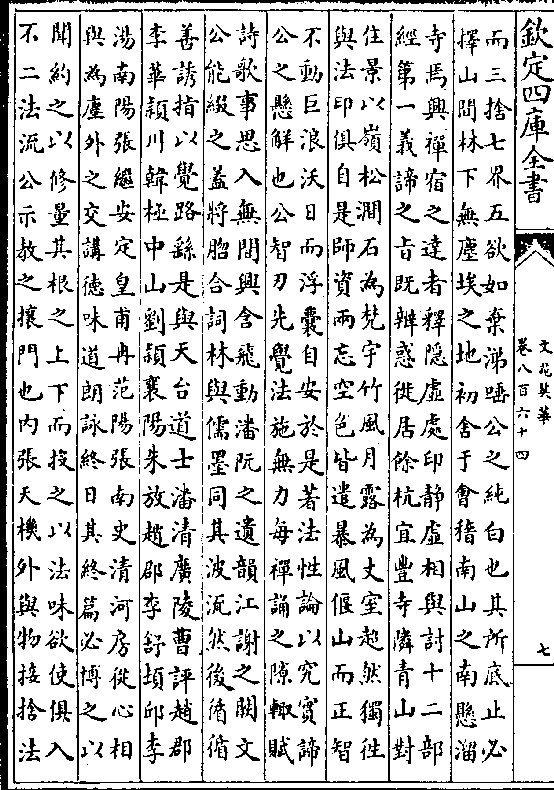 欽定四庫全書
文苑英華
卷八百六十四
七
而三捨七界五欲如棄涕唾公之純白也其所底止必
擇山間林下無塵埃之地初舍于會稽南山之南懸溜
寺焉與禪宿之達者釋隱虛處印静虛相與討十二部
經第一義諦之㫖既辨惑徙居餘杭宜豐寺隣青山對
住景以嶺松澗石為梵宇竹風月露為丈室超然獨徃
與法印俱自是師資兩忘空色皆遣暴風偃山而正智
不動巨浪沃日而浮囊自安於是著法性論以究實諦
公之懸解也公智刃先覺法施無力每禪誦之隙輒賦
詩歌事思入無間興含飛動潘阮之遺韻江謝之闕文
公能綴之葢將脗合詞林與儒墨同其波流然後循循
善誘指以覺路繇是與天台道士潘清廣陵曹評趙郡
李華潁川韓極中山劉潁襄陽朱放趙郡李舒頓邱李
湯南陽張繼安定皇甫冉范陽張南史清河房從心相
與為塵外之交講德味道朗詠終日其終篇必博之以
聞約之以修量其根之上下而投之以法味欲使俱入
不二法流公示教之攘門也内張天機外與物接捨法